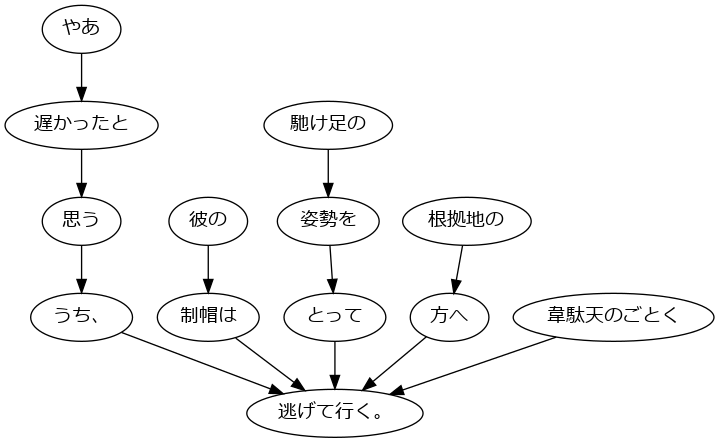 やあ
遅かったと
馳け足の
思う
彼の
姿勢を
根拠地の
うち、
制帽は
とって
方へ
韋駄天のごとく
逃げて行く。